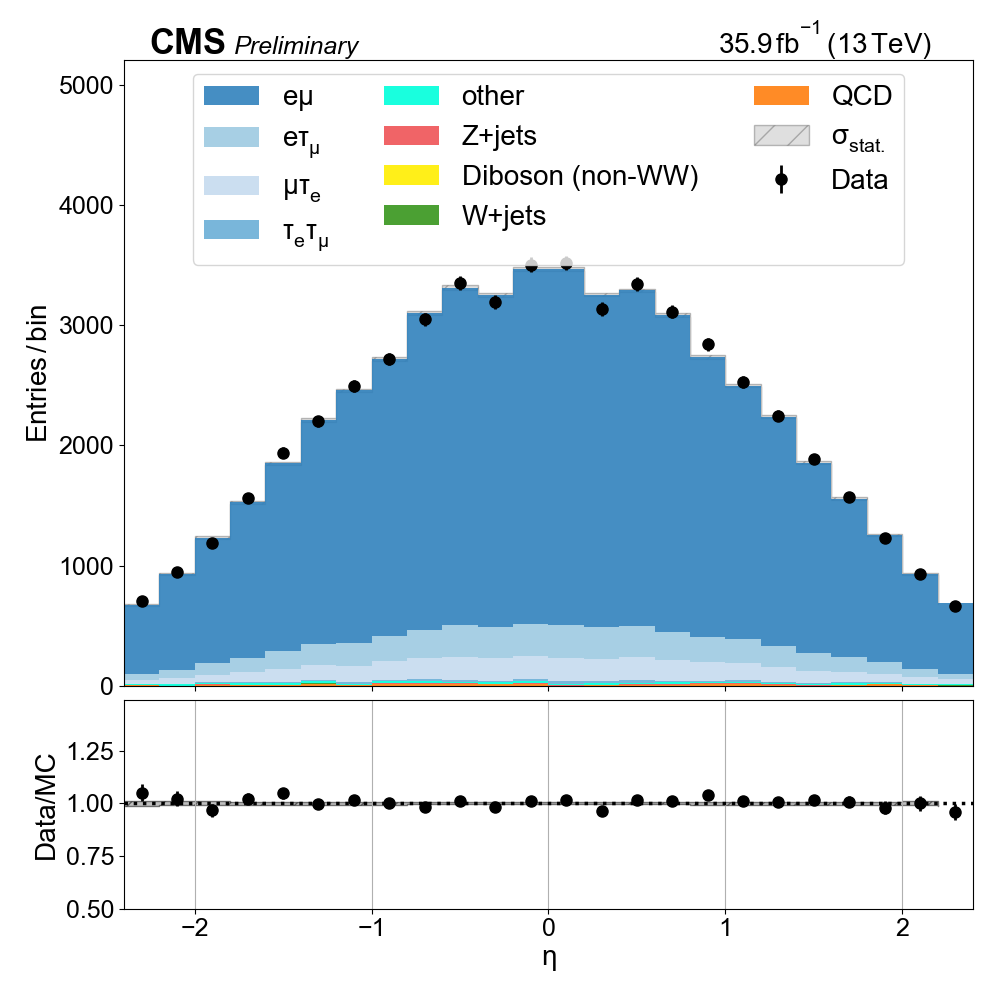 CMS Preliminary 35.9 fb⁻¹ (13 TeV)
eμ
eτμ
μτe
τeτμ
other
Z+jets
Diboson (non-WW)
W+jets
QCD
σstat.
Data
Entries / bin
5000
4000
3000
2000
1000
0
Data/MC
1.25
1.00
0.75
0.50
−2 −1 0 1 2
η